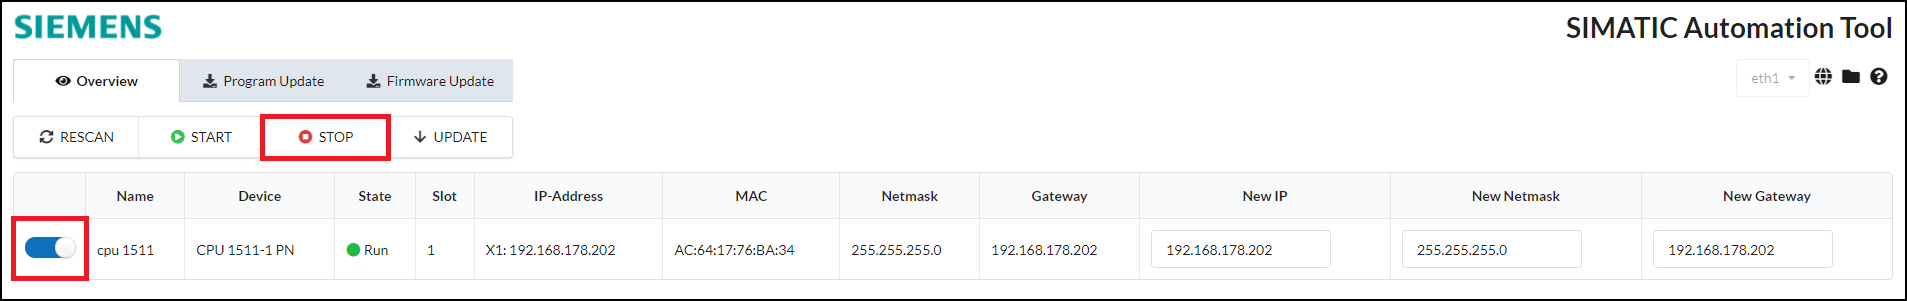 SIEMENS
SIMATIC Automation Tool
Overview Program Update Firmware Update
eth1
RESCAN START STOP UPDATE
Name Device State Slot IP-Address MAC Netmask Gateway New IP New Netmask New Gateway
cpu 1511 CPU 1511-1 PN Run 1 X1: 192.168.178.202 AC:64:17:76:BA:34 255.255.255.0 192.168.178.202 192.168.178.202 255.255.255.0 192.168.178.202